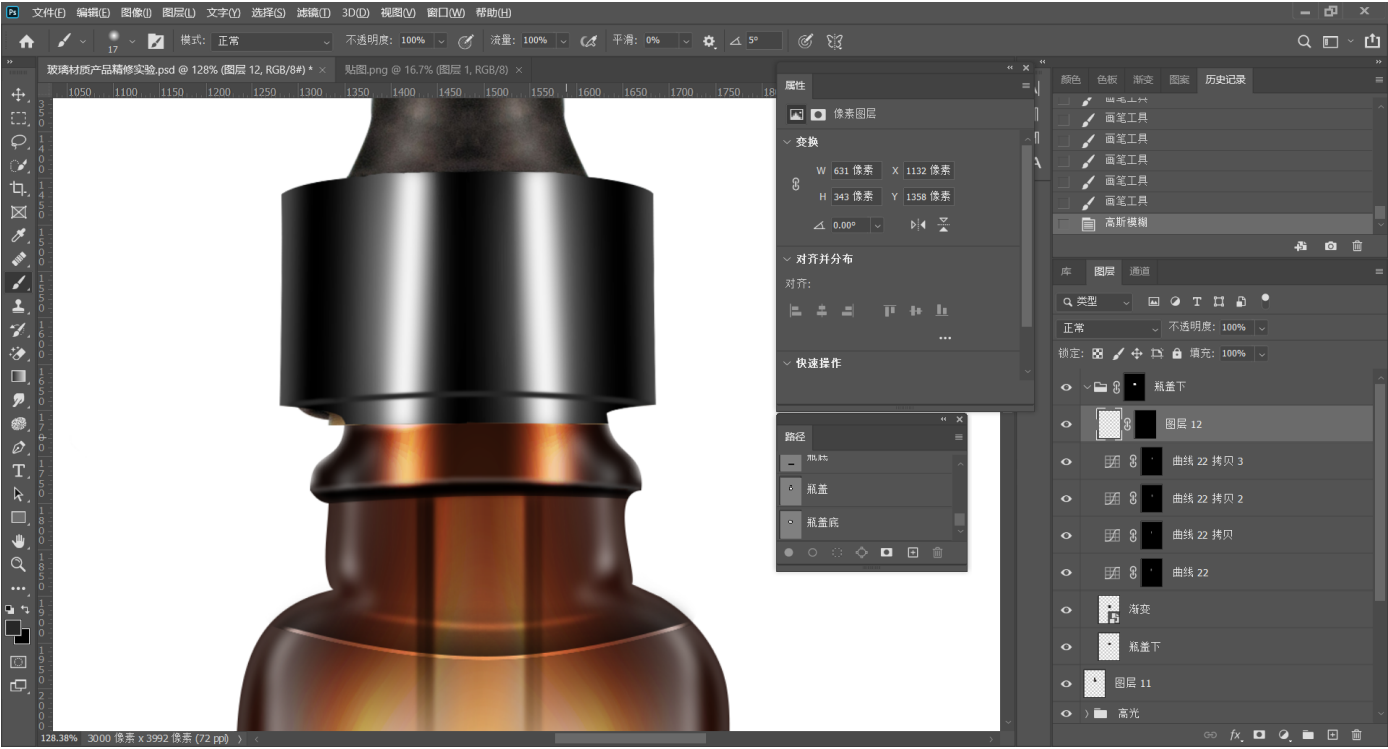 Ps 文件(F) 编辑(E) 图像(I) 图层(L) 文字(Y) 选择(S) 滤镜(T) 3D(D) 视图(V) 窗口(W) 帮助(H)
17 模式: 正常 不透明度: 100% 流量: 100% 平滑: 0% 5°
玻璃材质产品精修实验.psd @ 128% (图层 12, RGB/8#) * × 贴图.png @ 16.7% (图层 1, RGB/8) ×
1050 1100 1150 1200 1250 1300 1350 1400 1450 1500 1550 1600 1650 1700 1750
属性
像素图层
变换
W 631 像素 X 1132 像素
H 343 像素 Y 1358 像素
0.00°
对齐并分布
对齐:
快速操作
路径
瓶底
瓶盖
瓶盖底
颜色 色板 渐变 图案 历史记录
画笔工具
画笔工具
画笔工具
画笔工具
画笔工具
画笔工具
高斯模糊
库 图层 通道
类型
正常 不透明度: 100%
锁定: 填充: 100%
瓶盖下
图层 12
曲线 22 拷贝 3
曲线 22 拷贝 2
曲线 22 拷贝
曲线 22
渐变
瓶盖下
图层 11
高光
fx
128.38% 3000 像素 x 3992 像素 (72 ppi)